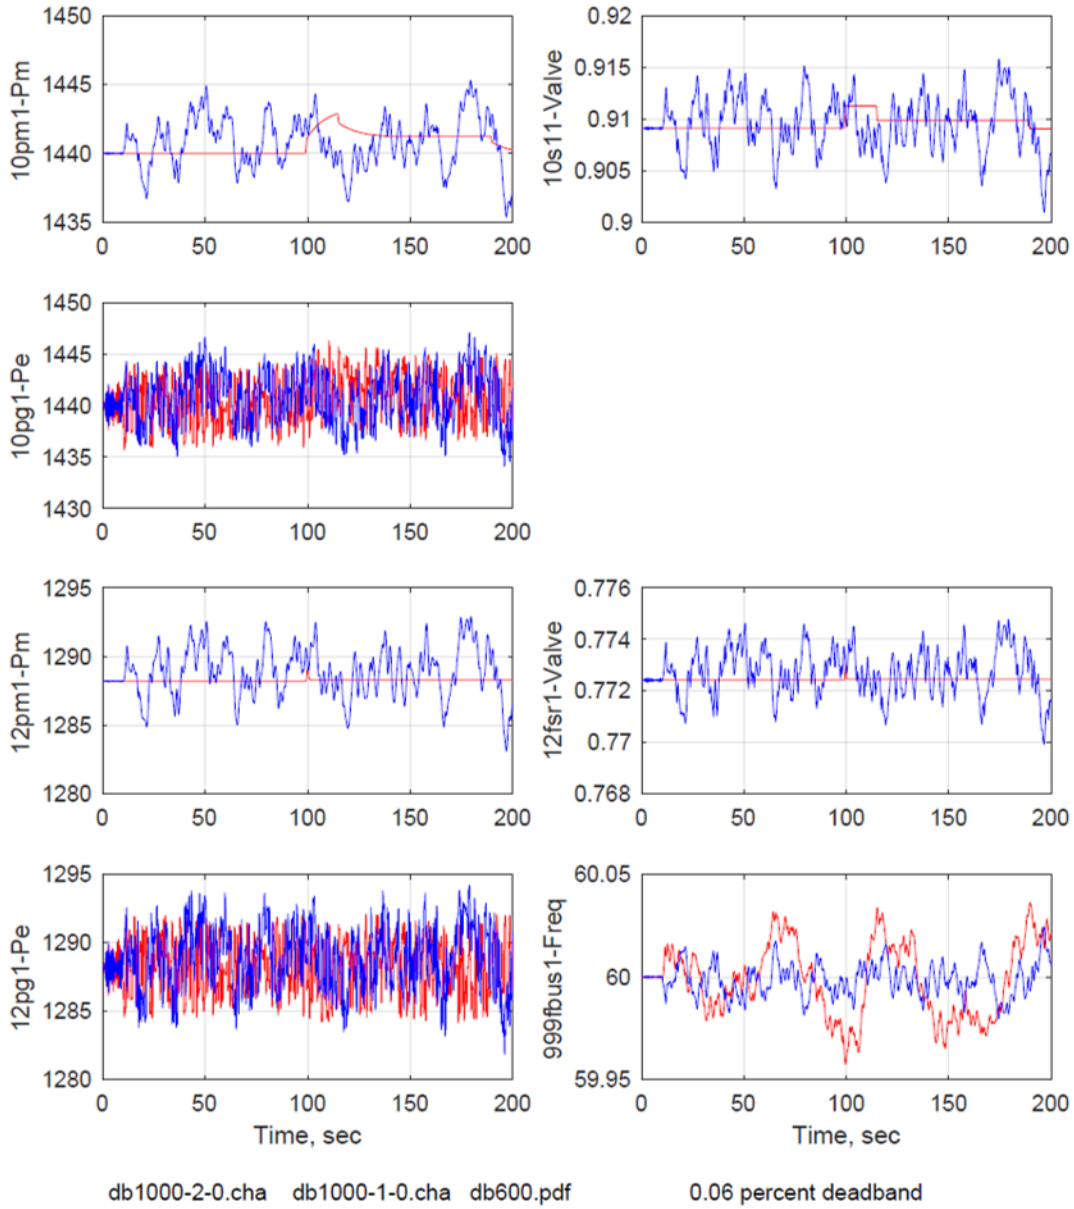 10pm1-Pm
1450
1445
1440
1435
0 50 100 150 200
10s11-Valve
0.92
0.915
0.91
0.905
0.9
0 50 100 150 200
10pg1-Pe
1450
1445
1440
1435
1430
0 50 100 150 200
12pm1-Pm
1295
1290
1285
1280
0 50 100 150 200
12fsr1-Valve
0.776
0.774
0.772
0.77
0.768
0 50 100 150 200
12pg1-Pe
1295
1290
1285
1280
0 50 100 150 200
Time, sec
999fbus1-Freq
60.05
60
59.95
0 50 100 150 200
Time, sec
db1000-2-0.cha db1000-1-0.cha db600.pdf 0.06 percent deadband